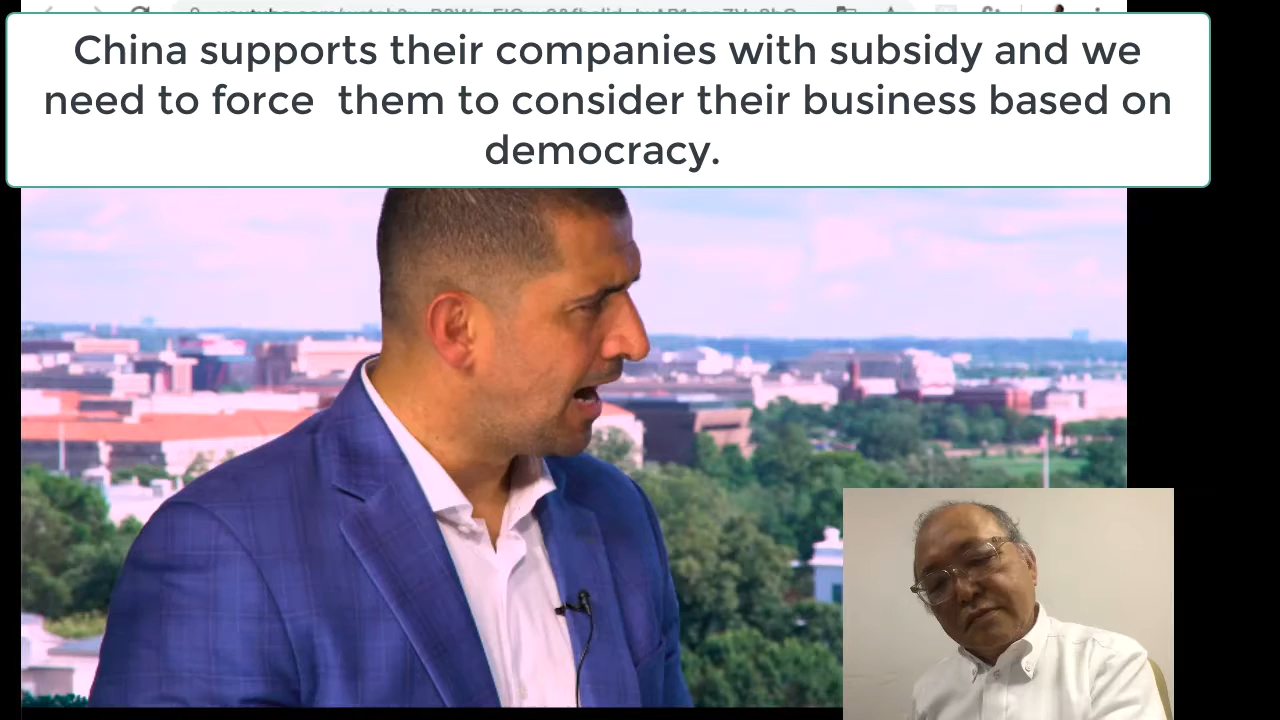 China supports their companies with subsidy and we
need to force  them to consider their business based on
democracy.